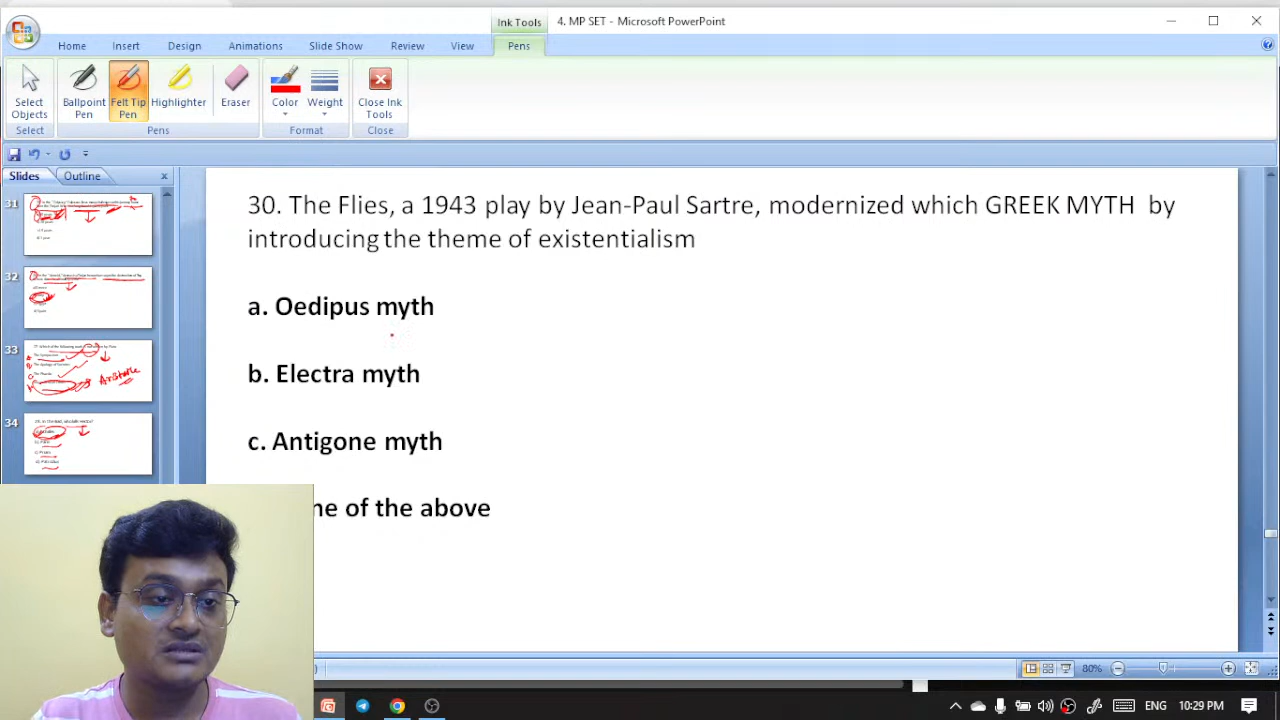 Ink Tools
4. MP SET - Microsoft PowerPoint
Home Insert Design Animations Slide Show Review View Pens
Select Objects
Ballpoint Pen
Felt Tip Pen
Highlighter
Eraser
Color
Weight
Close Ink Tools
Select Pens Format Close
Slides Outline
31
32
33
34
Aristotle
30. The Flies, a 1943 play by Jean-Paul Sartre, modernized which GREEK MYTH by
introducing the theme of existentialism
a. Oedipus myth
b. Electra myth
c. Antigone myth
ne of the above
80%
ENG 10:29 PM